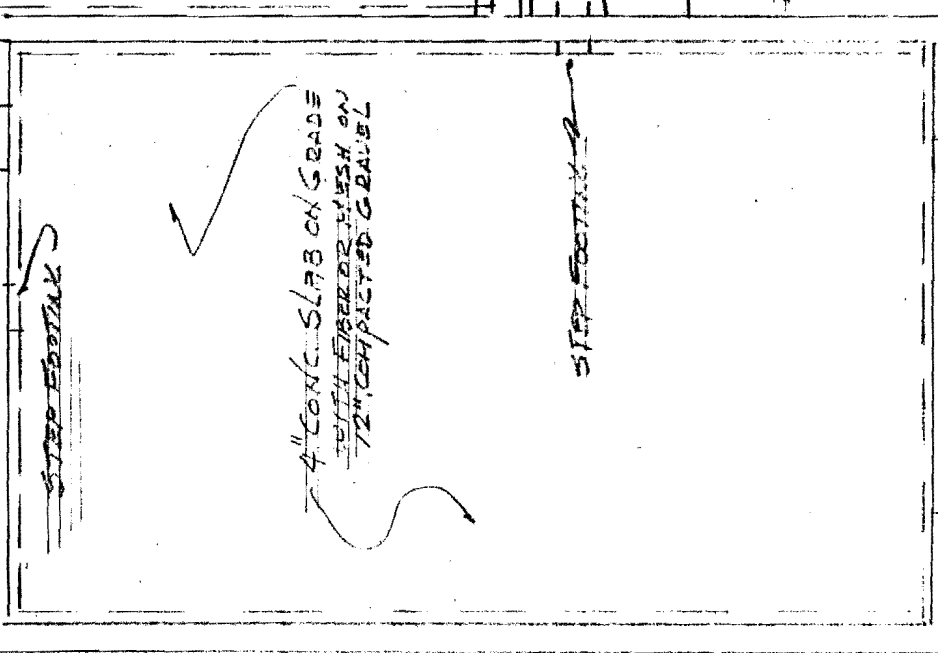 STEP FOOTING
4" CONC. SLAB ON GRADE
WITH FIBER OR MESH ON
12" COMPACTED GRAVEL
STEP FOOTING